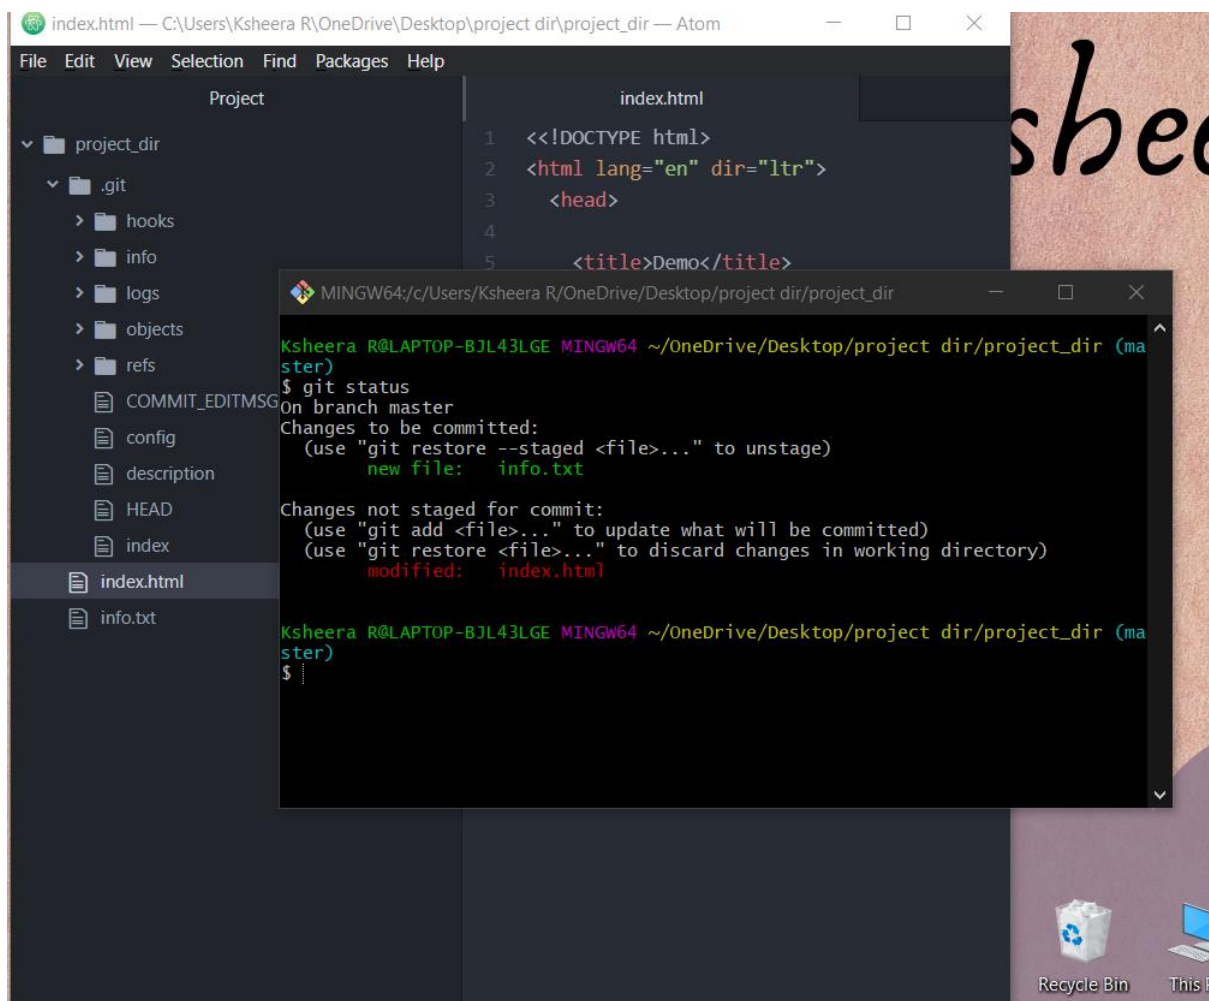 index.html — C:\Users\Ksheera R\OneDrive\Desktop\project dir\project_dir — Atom
File Edit View Selection Find Packages Help
Project
project_dir
.git
hooks
info
logs
objects
refs
COMMIT_EDITMSG
config
description
HEAD
index
index.html
info.txt
index.html
1 <<!DOCTYPE html>
2 <html lang="en" dir="ltr">
3 <head>
4
5 <title>Demo</title>
MINGW64:/c/Users/Ksheera R/OneDrive/Desktop/project dir/project_dir
Ksheera R@LAPTOP-BJL43LGE MINGW64 ~/OneDrive/Desktop/project dir/project_dir (ma
ster)
$ git status
On branch master
Changes to be committed:
(use "git restore --staged <file>..." to unstage)
new file: info.txt
Changes not staged for commit:
(use "git add <file>..." to update what will be committed)
(use "git restore <file>..." to discard changes in working directory)
modified: index.html
Ksheera R@LAPTOP-BJL43LGE MINGW64 ~/OneDrive/Desktop/project dir/project_dir (ma
ster)
$
shee
Recycle Bin
This